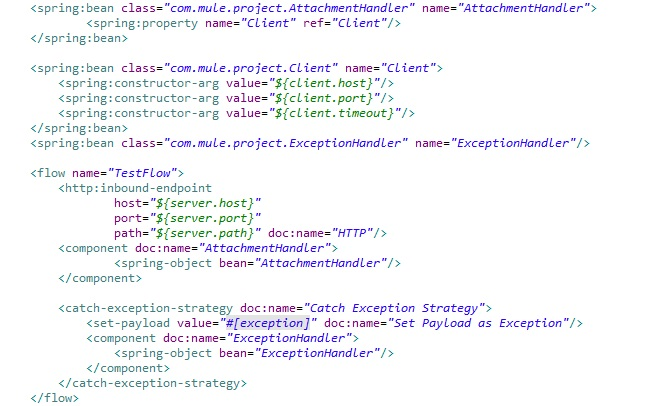 <spring:bean class="com.mule.project.AttachmentHandler" name="AttachmentHandler">
<spring:property name="Client" ref="Client"/>
</spring:bean>
<spring:bean class="com.mule.project.Client" name="Client">
<spring:constructor-arg value="${client.host}"/>
<spring:constructor-arg value="${client.port}"/>
<spring:constructor-arg value="${client.timeout}"/>
</spring:bean>
<spring:bean class="com.mule.project.ExceptionHandler" name="ExceptionHandler"/>
<flow name="TestFlow">
<http:inbound-endpoint
host="${server.host}"
port="${server.port}"
path="${server.path}" doc:name="HTTP"/>
<component doc:name="AttachmentHandler">
<spring-object bean="AttachmentHandler"/>
</component>
<catch-exception-strategy doc:name="Catch Exception Strategy">
<set-payload value="#[exception]" doc:name="Set Payload as Exception"/>
<component doc:name="ExceptionHandler">
<spring-object bean="ExceptionHandler"/>
</component>
</catch-exception-strategy>
</flow>